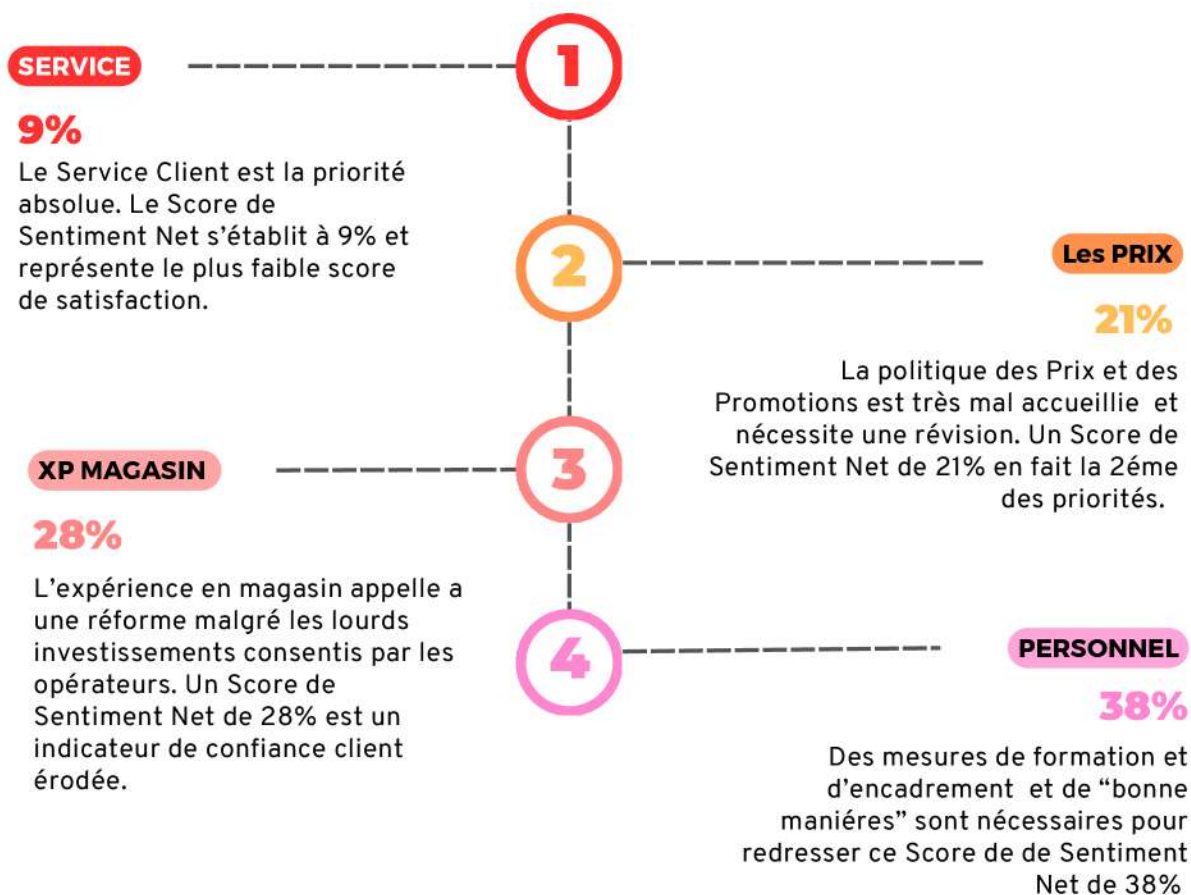 1
SERVICE
9%
Le Service Client est la priorité
absolue. Le Score de
Sentiment Net s’établit à 9% et
représente le plus faible score
de satisfaction.
2
Les PRIX
21%
La politique des Prix et des
Promotions est très mal accueillie et
nécessite une révision. Un Score de
Sentiment Net de 21% en fait la 2éme
des priorités.
3
XP MAGASIN
28%
L’expérience en magasin appelle a
une réforme malgré les lourds
investissements consentis par les
opérateurs. Un Score de
Sentiment Net de 28% est un
indicateur de confiance client
érodée.
4
PERSONNEL
38%
Des mesures de formation et
d’encadrement et de “bonne
maniéres” sont nécessaires pour
redresser ce Score de de Sentiment
Net de 38%